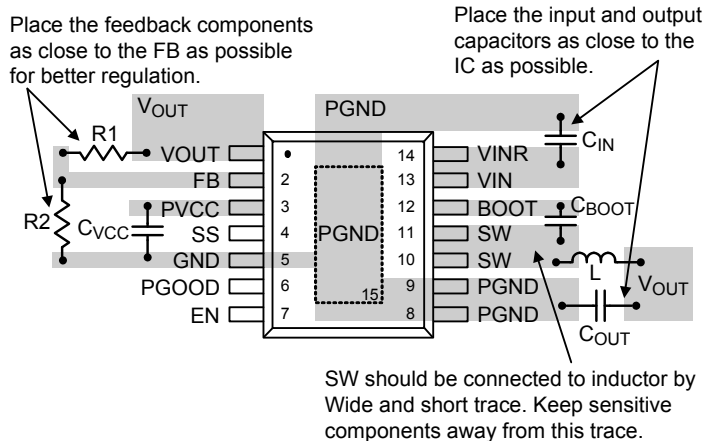 Place the feedback components
as close to the FB as possible
for better regulation.
Place the input and output
capacitors as close to the
IC as possible.
VOUT
PGND
R1
CIN
VOUT
14
VINR
FB
2
13
VIN
PVCC
3
12
BOOT
CBOOT
R2
CVCC
SS
4
PGND
11
SW
GND
5
10
SW
L
VOUT
PGOOD
6
15
9
PGND
EN
7
8
PGND
COUT
SW should be connected to inductor by
Wide and short trace. Keep sensitive
components away from this trace.